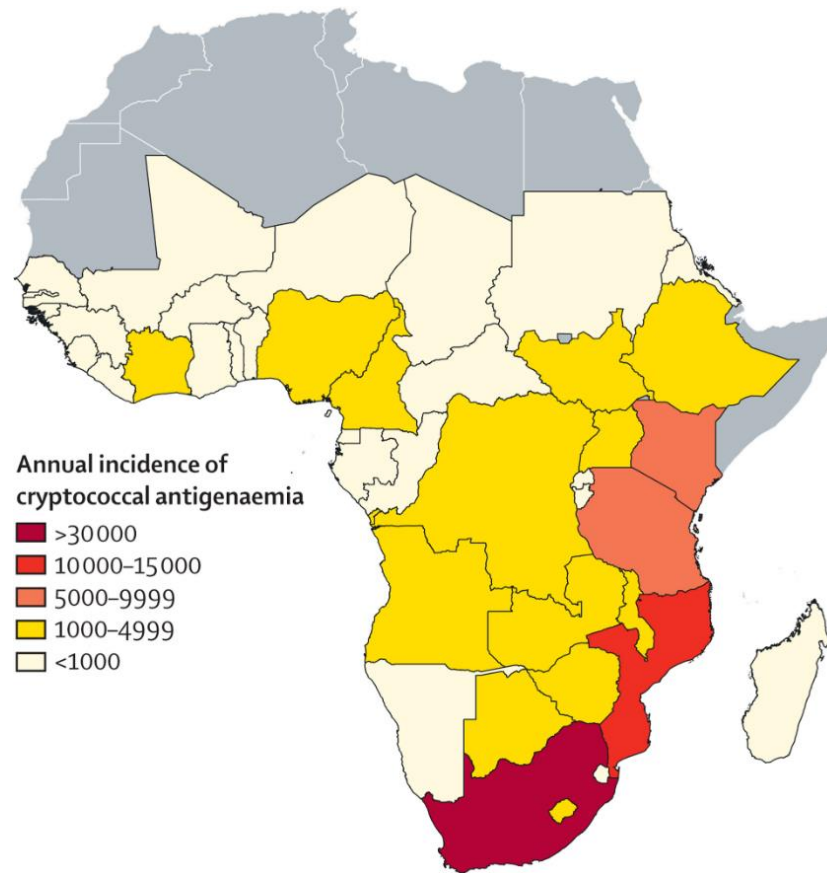 Annual incidence of
cryptococcal antigenaemia
>30 000
10 000–15 000
5000–9999
1000–4999
<1000